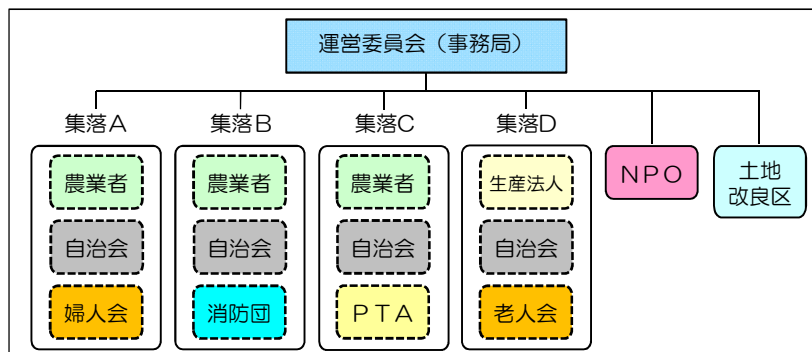 運営委員会（事務局）
集落A
集落B
集落C
集落D
農業者
自治会
婦人会
農業者
自治会
消防団
農業者
自治会
ＰＴＡ
生産法人
自治会
老人会
ＮＰＯ
土地
改良区